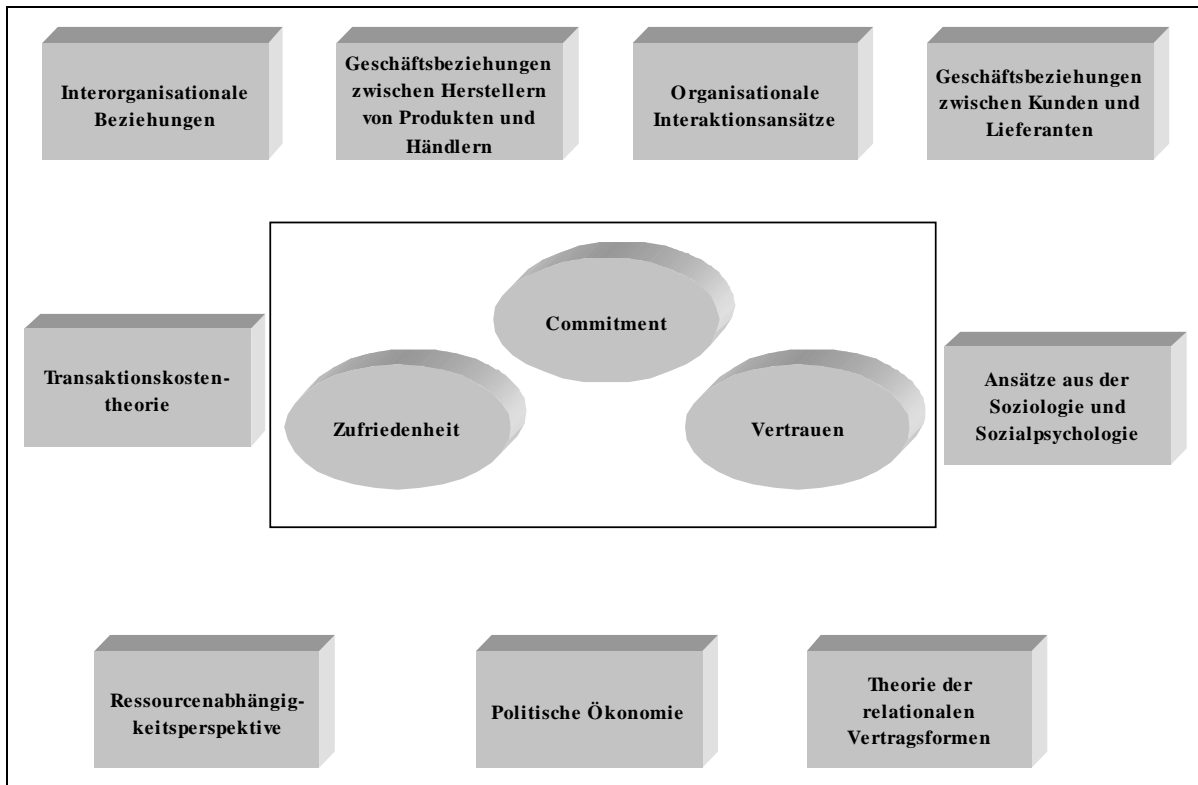 Interorganisationale
Beziehungen
Geschäftsbeziehungen
zwischen Herstellern
von Produkten und
Händlern
Organisationale
Interaktionsansätze
Geschäftsbeziehungen
zwischen Kunden und
Lieferanten
Commitment
Transaktionskosten-
theorie
Zufriedenheit
Vertrauen
Ansätze aus der
Soziologie und
Sozialpsychologie
Ressourcenabhängig-
keitsperspektive
Politische Ökonomie
Theorie der
relationalen
Vertragsformen